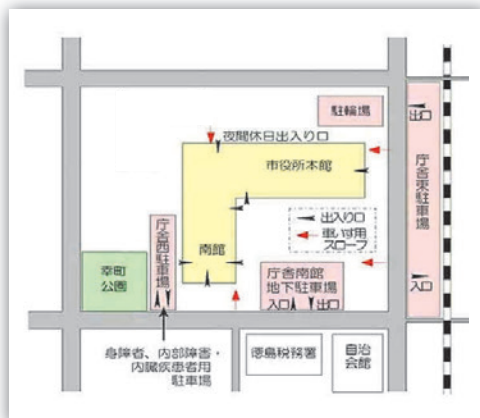 駐輪場
出口
夜間休日出入り口
市役所本館
庁舎東駐車場
出入り口
車いす用
スロープ
庁舎西駐車場
南館
幸町
公園
庁舎南館
地下駐車場
入口
出口
入口
身障者、内部障害・
内臓疾患者用
駐車場
徳島税務署
自治
会館